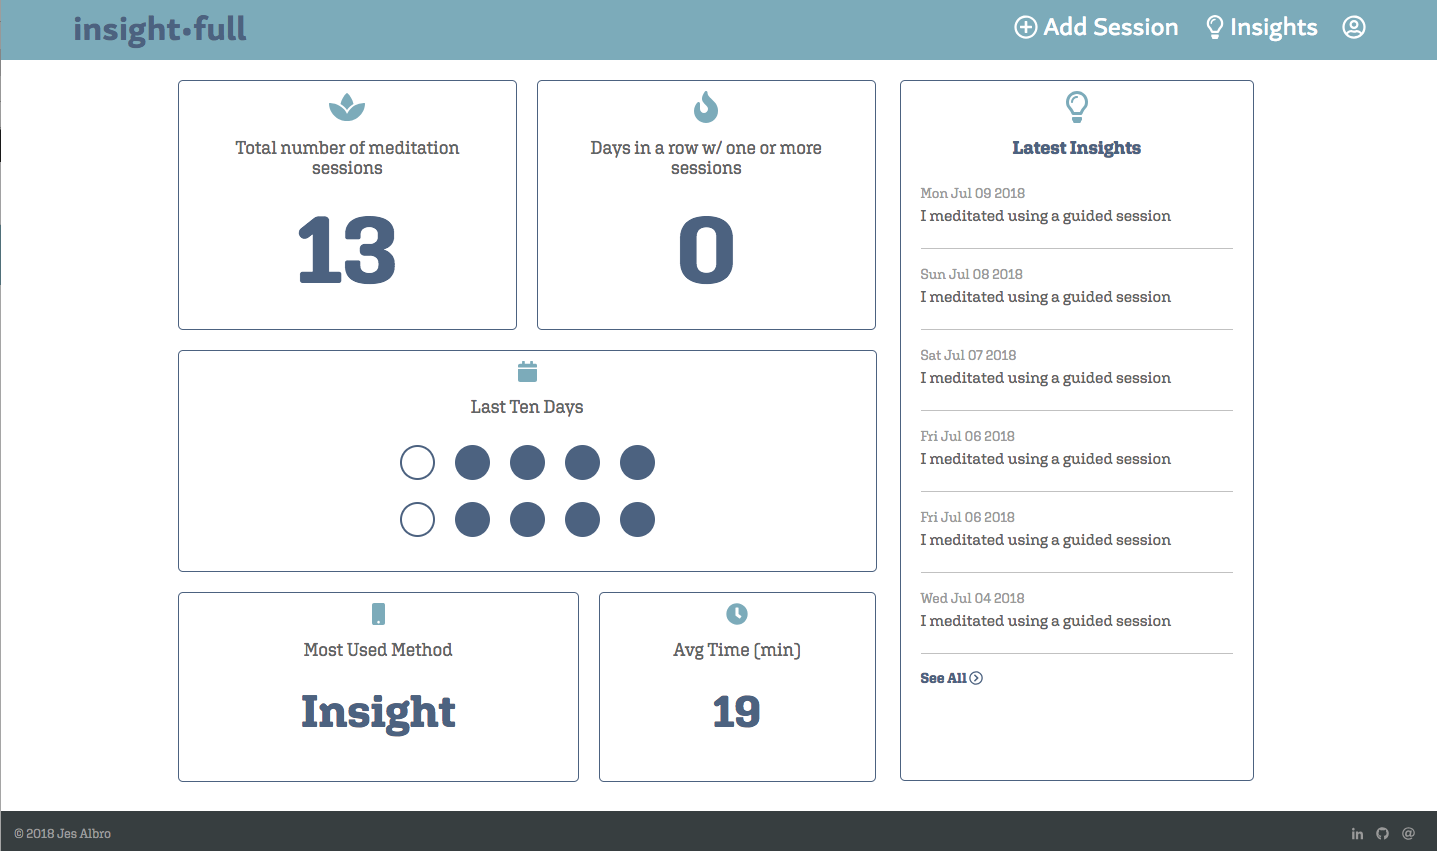 insight•full
Add Session
Insights
Total number of meditation
sessions
13
Days in a row w/ one or more
sessions
0
Last Ten Days
Most Used Method
Insight
Avg Time (min)
19
Latest Insights
Mon Jul 09 2018
I meditated using a guided session
Sun Jul 08 2018
I meditated using a guided session
Sat Jul 07 2018
I meditated using a guided session
Fri Jul 06 2018
I meditated using a guided session
Fri Jul 06 2018
I meditated using a guided session
Wed Jul 04 2018
I meditated using a guided session
See All
© 2018 Jes Albro
in
@